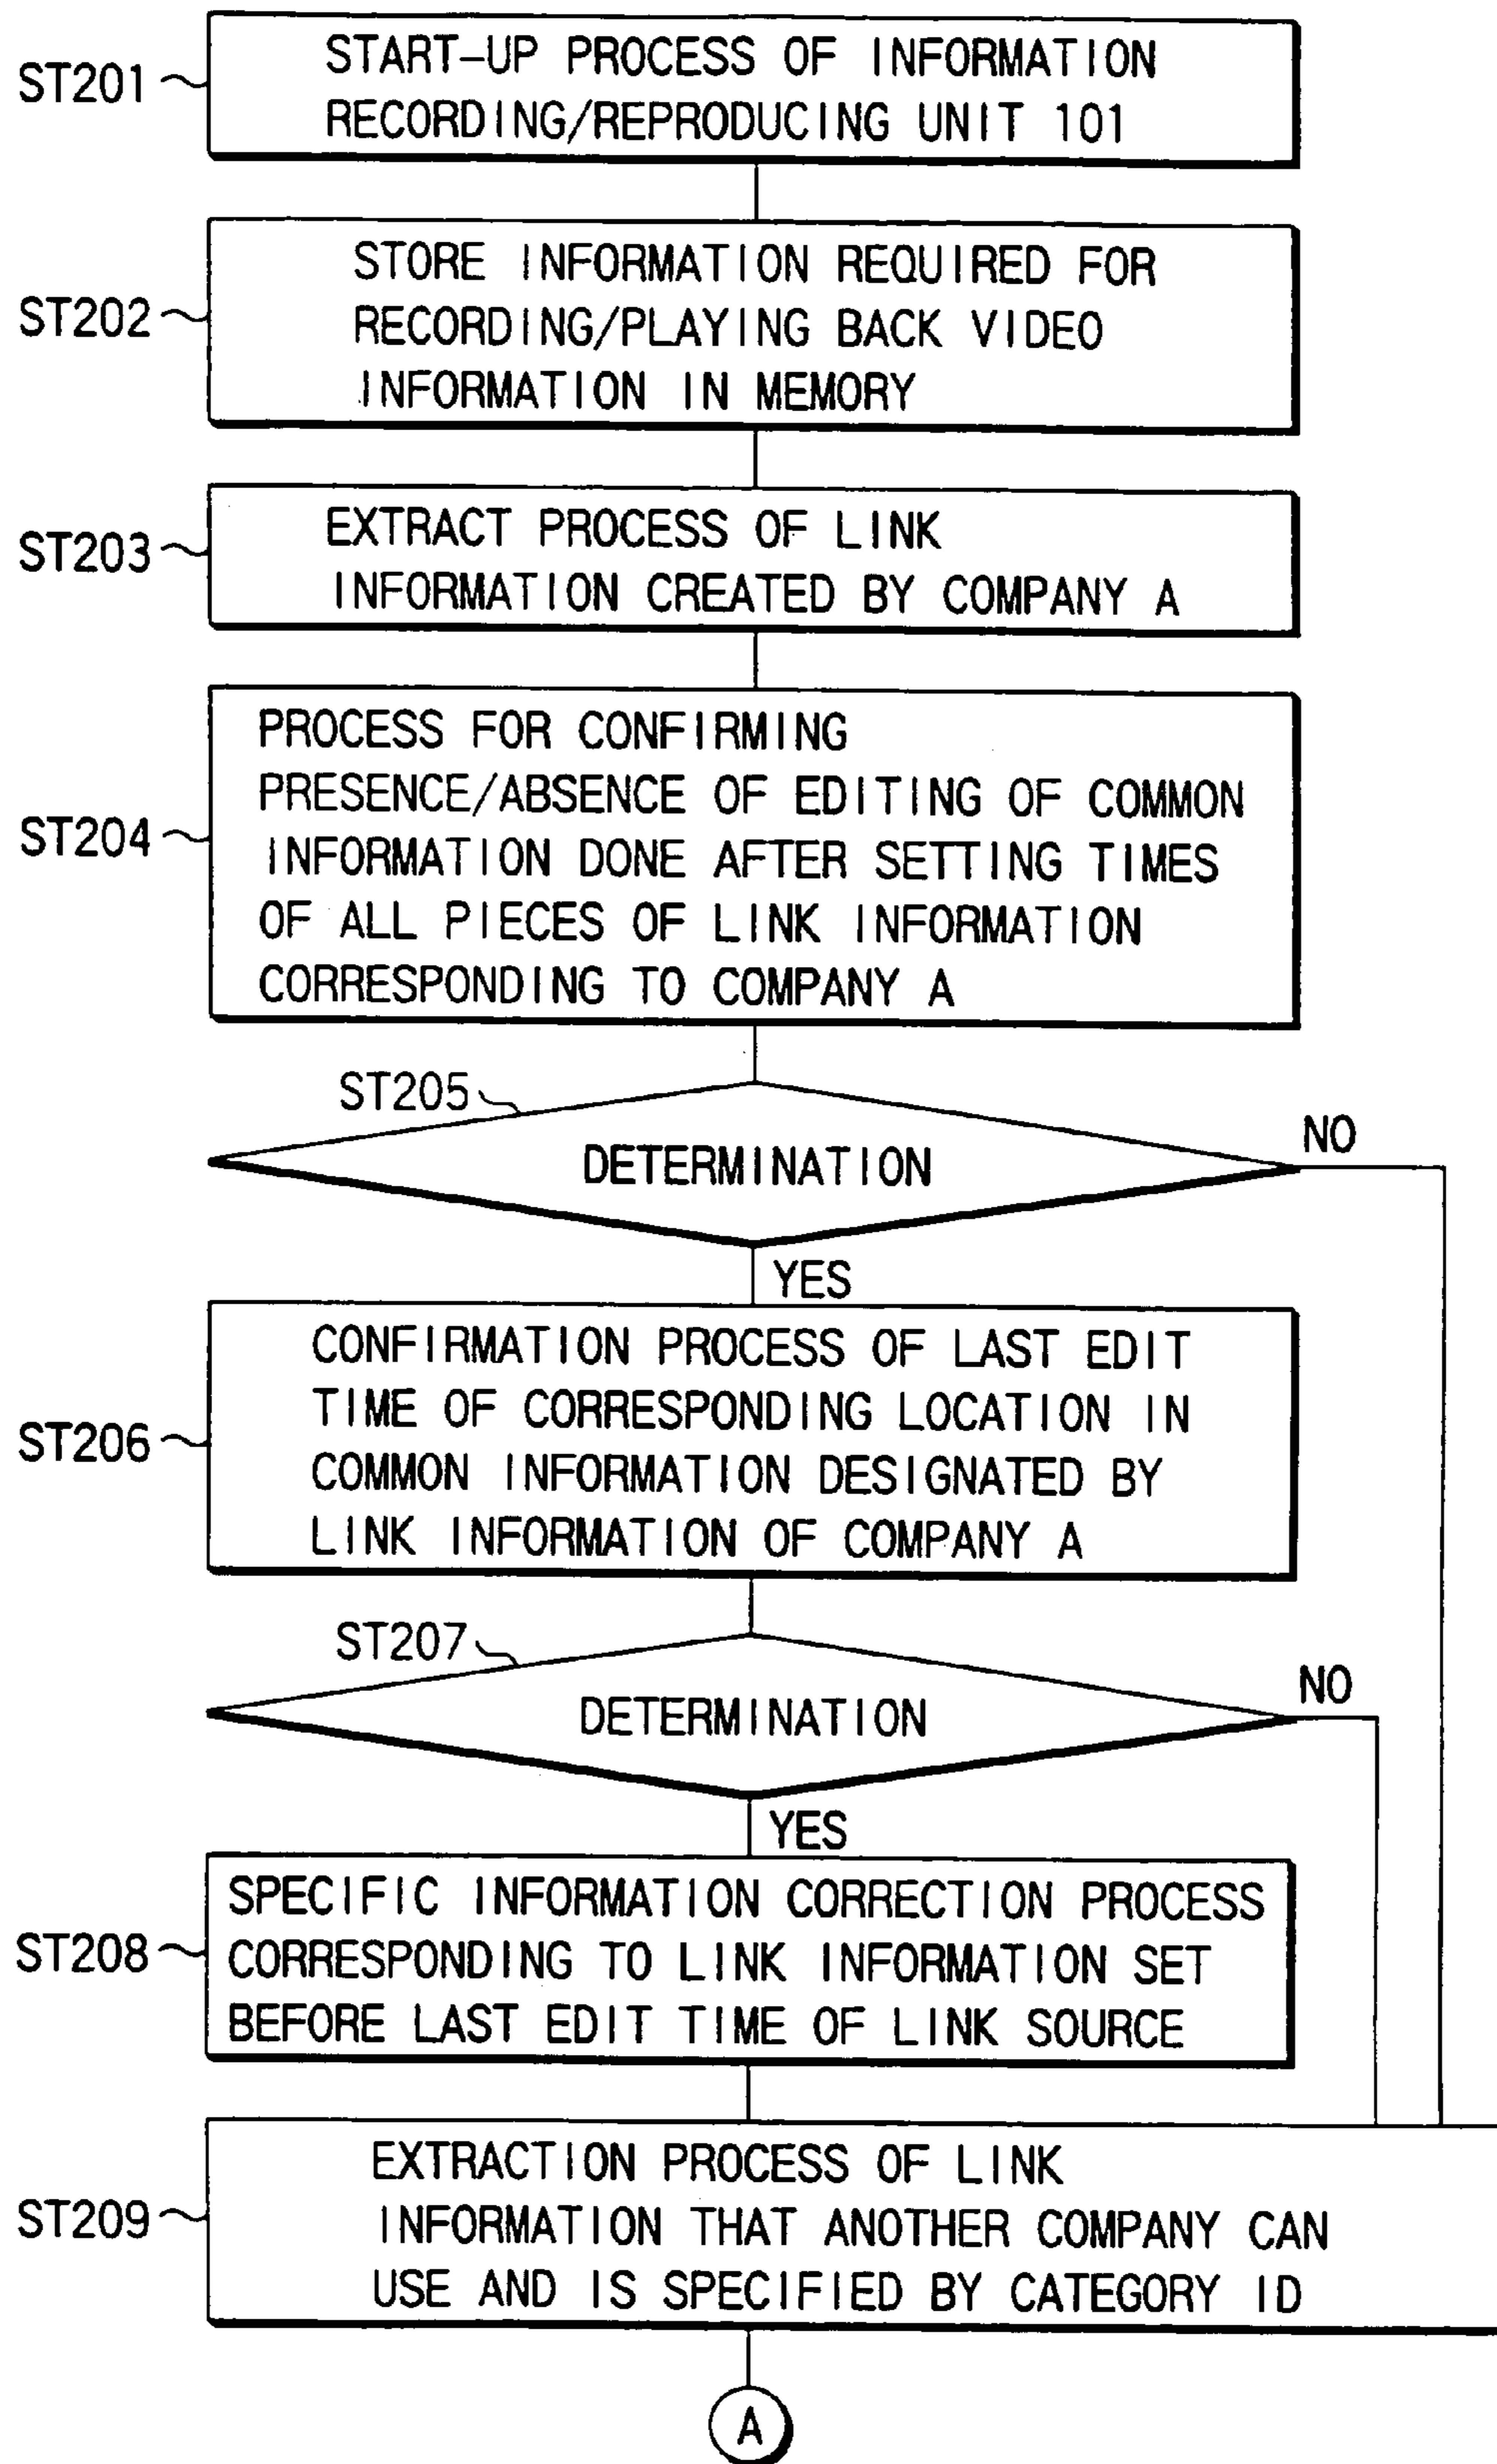 ST201
START-UP PROCESS OF INFORMATION
RECORDING/REPRODUCING UNIT 101
ST202
STORE INFORMATION REQUIRED FOR
RECORDING/PLAYING BACK VIDEO
INFORMATION IN MEMORY
ST203
EXTRACT PROCESS OF LINK
INFORMATION CREATED BY COMPANY A
ST204
PROCESS FOR CONFIRMING
PRESENCE/ABSENCE OF EDITING OF COMMON
INFORMATION DONE AFTER SETTING TIMES
OF ALL PIECES OF LINK INFORMATION
CORRESPONDING TO COMPANY A
ST205
DETERMINATION
NO
YES
ST206
CONFIRMATION PROCESS OF LAST EDIT
TIME OF CORRESPONDING LOCATION IN
COMMON INFORMATION DESIGNATED BY
LINK INFORMATION OF COMPANY A
ST207
DETERMINATION
NO
YES
ST208
SPECIFIC INFORMATION CORRECTION PROCESS
CORRESPONDING TO LINK INFORMATION SET
BEFORE LAST EDIT TIME OF LINK SOURCE
ST209
EXTRACTION PROCESS OF LINK
INFORMATION THAT ANOTHER COMPANY CAN
USE AND IS SPECIFIED BY CATEGORY ID
A